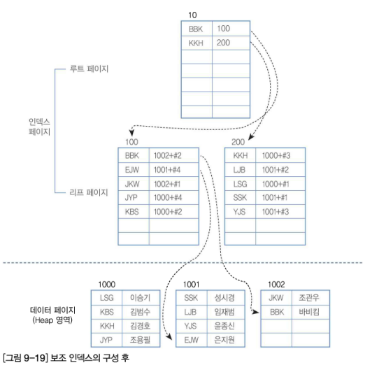 10
BBK 100
KKH 200
루트 페이지
인덱스
페이지
리프 페이지
100
BBK 1002+#2
EJW 1001+#4
JKW 1002+#1
JYP 1000+#4
KBS 1000+#2
200
KKH 1000+#3
LJB 1001+#2
LSG 1000+#1
SSK 1001+#1
YJS 1001+#3
데이터 페이지
(Heap 영역)
1000
LSG 이승기
KBS 김범수
KKH 김경호
JYP 조용필
1001
SSK 성시경
LJB 임재범
YJS 윤종신
EJW 은지원
1002
JKW 조관우
BBK 바비킴
[그림 9-19] 보조 인덱스의 구성 후